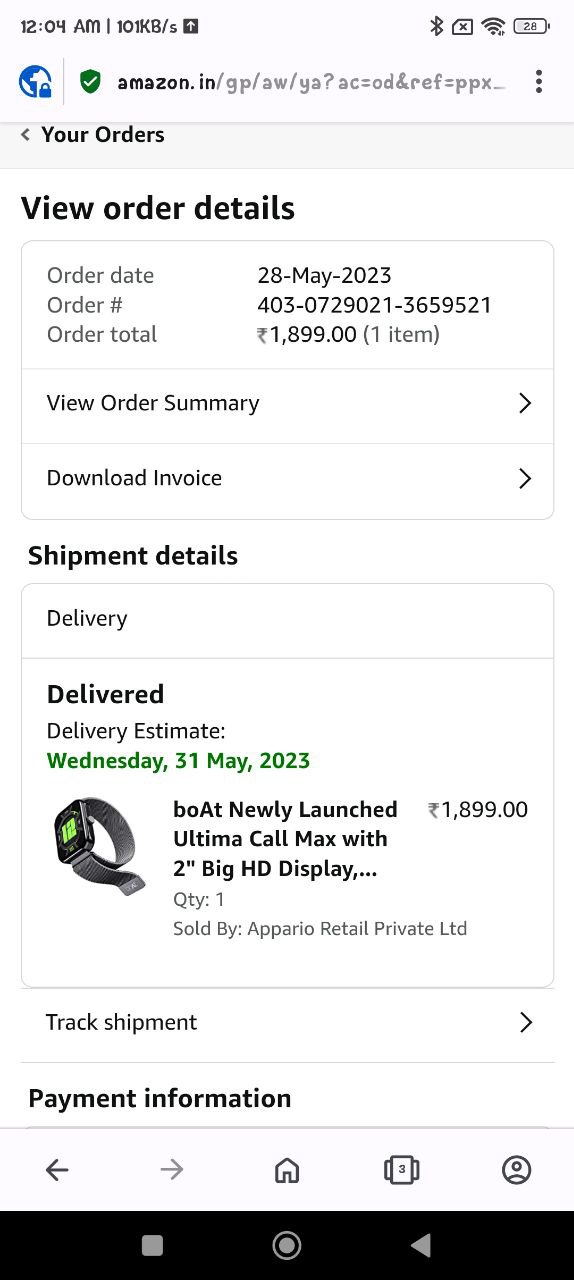 12:04 AM | 101KB/s
28
amazon.in/gp/aw/ya?ac=od&ref=ppx_
Your Orders
View order details
Order date 28-May-2023
Order # 403-0729021-3659521
Order total ₹1,899.00 (1 item)
View Order Summary
Download Invoice
Shipment details
Delivery
Delivered
Delivery Estimate:
Wednesday, 31 May, 2023
boAt Newly Launched ₹1,899.00
Ultima Call Max with
2" Big HD Display,...
Qty: 1
Sold By: Appario Retail Private Ltd
Track shipment
Payment information
3